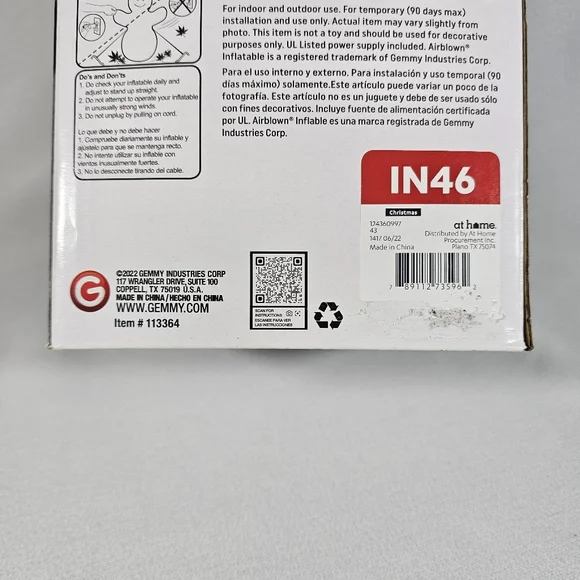 For indoor and outdoor use. For temporary (90 days max)
installation and use only. Actual item may vary slightly from
photo. This item is not a toy and should be used for decorative
purposes only. UL Listed power supply included. Airblown®
Inflatable is a registered trademark of Gemmy Industries Corp.
Para el uso interno y externo. Para instalación y uso temporal (90
días máximo) solamente.Este artículo puede variar un poco de la
fotografía. Este artículo no es un juguete y debe de ser usado sólo
con fines decorativos. Incluye fuente de alimentación certificada
por UL. Airblown® Inflable es una marca registrada de Gemmy
Industries Corp.
Do's and Don'ts
1. Do check your inflatable daily and
adjust to stand up straight.
2. Do not attempt to operate your inflatable
in unusually strong winds.
3. Do not unplug by pulling on cord.
Lo que debe y no debe hacer
1. Compruebe diariamente su inflable y
ajústelo para que se mantenga recto.
2. No intente utilizar su inflable con
vientos inusualmente fuertes.
3. No lo desconecte tirando del cable.
IN46
Christmas
174360997
43
1417 06/22
Made in China
at home.
Distributed by At Home
Procurement Inc.
Plano TX 75074
7 89112 73596 2
G
©2022 GEMMY INDUSTRIES CORP
117 WRANGLER DRIVE, SUITE 100
COPPELL, TX 75019 U.S.A.
MADE IN CHINA/HECHO EN CHINA
WWW.GEMMY.COM
Item # 113364
SCAN FOR
INSTRUCTIONS
ESCANEE PARA VER
LAS INSTRUCCIONES